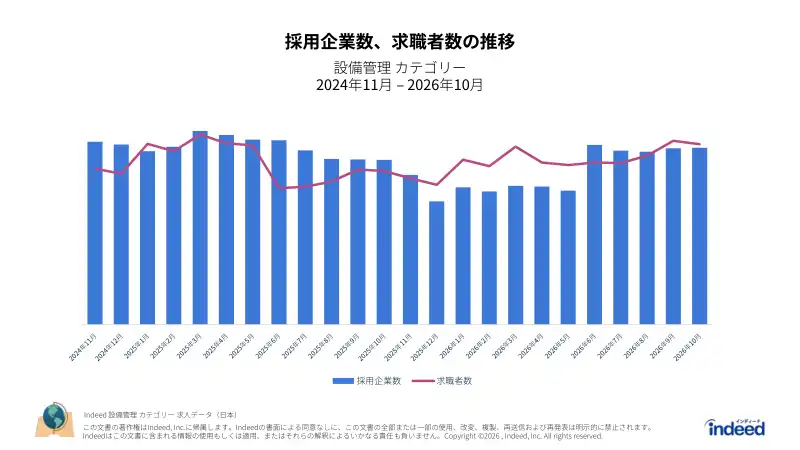 採用企業数、求職者数の推移
設備管理 カテゴリー
2024年11月 – 2026年10月
2024年11月
2024年12月
2025年1月
2025年2月
2025年3月
2025年4月
2025年5月
2025年6月
2025年7月
2025年8月
2025年9月
2025年10月
2025年11月
2025年12月
2026年1月
2026年2月
2026年3月
2026年4月
2026年5月
2026年6月
2026年7月
2026年8月
2026年9月
2026年10月
採用企業数
求職者数
Indeed 設備管理 カテゴリー 求人データ（日本）
この文書の著作権はIndeed, Inc.に帰属します。Indeedの書面による同意なしに、この文書の全部または一部の使用、改変、複製、再送信および再発表は明示的に禁止されます。
Indeedはこの文書に含まれる情報の使用もしくは適用、またはそれらの解釈によるいかなる責任も負いません。Copyright ©2026 , Indeed, Inc. All rights reserved.
インディード
indeed